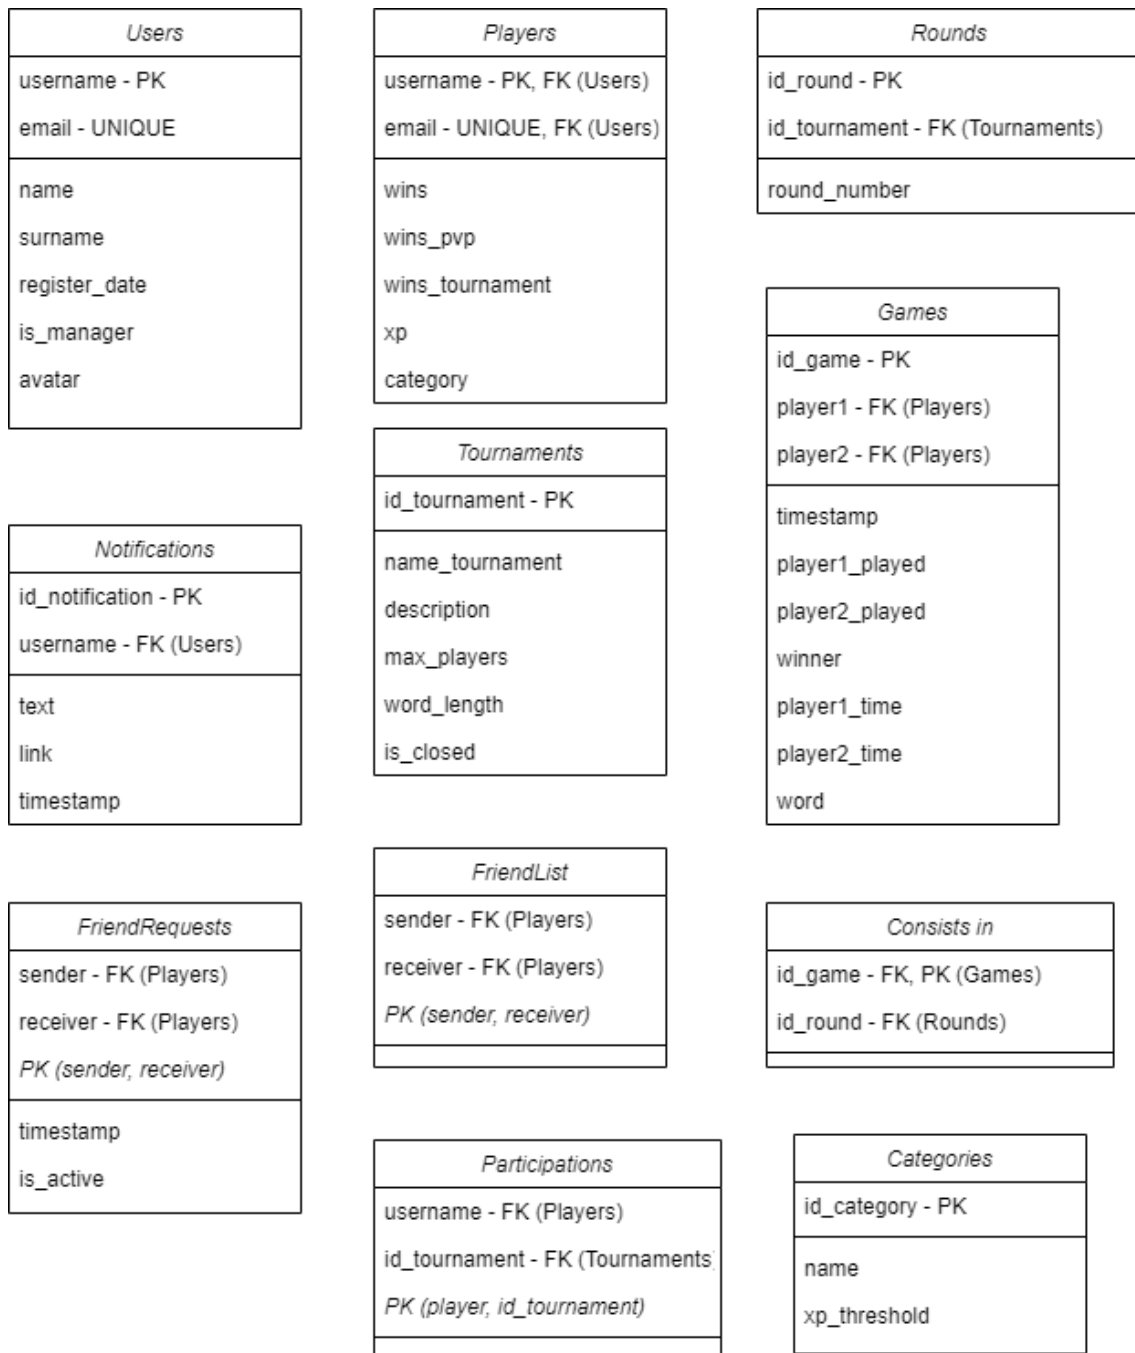 Users
username - PK
email - UNIQUE
name
surname
register_date
is_manager
avatar
Players
username - PK, FK (Users)
email - UNIQUE, FK (Users)
wins
wins_pvp
wins_tournament
xp
category
Rounds
id_round - PK
id_tournament - FK (Tournaments)
round_number
Games
id_game - PK
player1 - FK (Players)
player2 - FK (Players)
timestamp
player1_played
player2_played
winner
player1_time
player2_time
word
Tournaments
id_tournament - PK
name_tournament
description
max_players
word_length
is_closed
Notifications
id_notification - PK
username - FK (Users)
text
link
timestamp
FriendList
sender - FK (Players)
receiver - FK (Players)
PK (sender, receiver)
FriendRequests
sender - FK (Players)
receiver - FK (Players)
PK (sender, receiver)
timestamp
is_active
Consists in
id_game - FK, PK (Games)
id_round - FK (Rounds)
Participations
username - FK (Players)
id_tournament - FK (Tournaments)
PK (player, id_tournament)
Categories
id_category - PK
name
xp_threshold